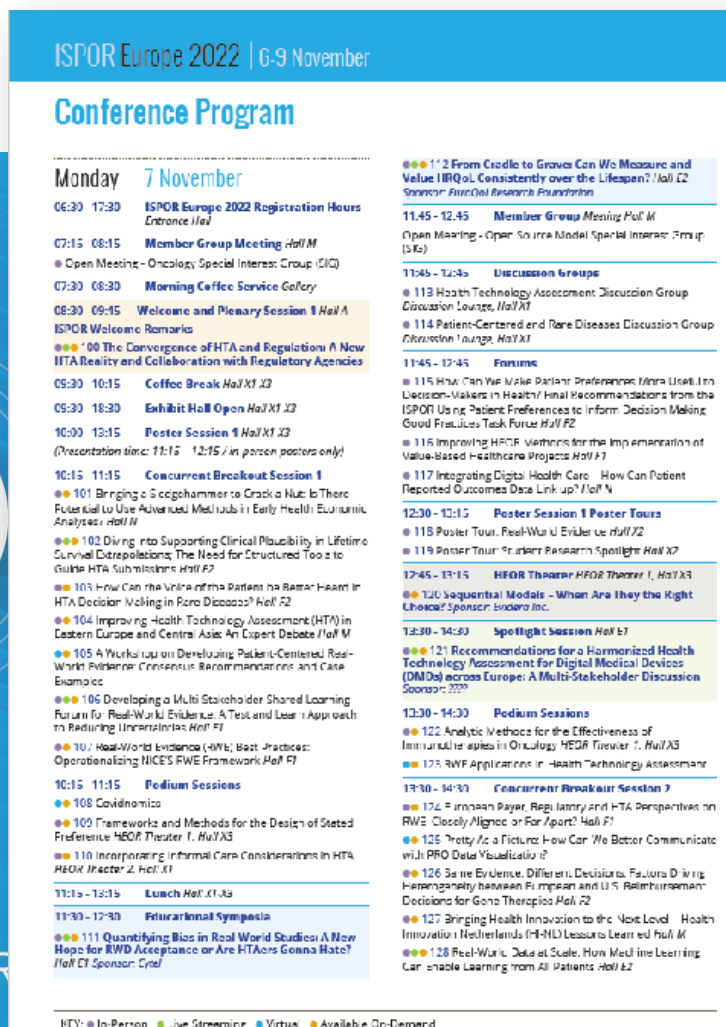 ISPOR Europe 2022 | 6-9 November
Conference Program
Monday 7 November
06:30 17:30 ISPOR Europe 2022 Registration Hours
Entrance Hall
07:15 08:15 Member Group Meeting Hall M
Open Meeting - Oncology Special Interest Group (SIG)
07:30 08:30 Morning Coffee Service Gallery
08:30 09:45 Welcome and Plenary Session 1 Hall A
ISPOR Welcome Remarks
100 The Convergence of HTA and Regulation: A New
HTA Reality and Collaboration with Regulatory Agencies
09:30 10:15 Coffee Break Hall X1 X3
09:30 18:30 Exhibit Hall Open Hall X1 X3
10:00 13:15 Poster Session 1 Hall X1 X3
(Presentation time: 11:15 - 12:15 / in person posters only)
10:15 11:15 Concurrent Breakout Session 1
101 Bringing a Sledgehammer to Crack a Nut: Is There
Potential to Use Advanced Methods in Early Health Economic
Analyses? Hall N
102 Diving into Supporting Clinical Plausibility in Lifetime
Survival Extrapolations; The Need for Structured Tools to
Guide HTA Submissions Hall E2
103 How Can the Voice of the Patient be Better Heard in
HTA Decision Making in Rare Diseases? Hall F2
104 Improving Health Technology Assessment (HTA) in
Eastern Europe and Central Asia: An Expert Debate Hall M
105 A Workshop on Developing Patient-Centered Real-
World Evidence: Consensus Recommendations and Case
Examples
106 Developing a Multi Stakeholder Shared Learning
Forum for Real-World Evidence: A Test and Learn Approach
to Reducing Uncertainties Hall E1
107 Real-World Evidence (RWE) Best Practices:
Operationalizing NICE'S RWE Framework Hall F1
10:15 11:15 Podium Sessions
108 Covidnomics
109 Frameworks and Methods for the Design of Stated
Preference HEOR Theater 1, Hall X3
110 Incorporating Informal Care Considerations in HTA
HEOR Theater 2, Hall X1
11:15 - 13:15 Lunch Hall X1-X3
11:30 - 12:30 Educational Symposia
111 Quantifying Bias in Real World Studies: A New
Hope for RWD Acceptance or Are HTAers Gonna Hate?
Hall E1 Sponsor: Cytel
112 From Cradle to Grave: Can We Measure and
Value HRQoL Consistently over the Lifespan? Hall E2
Sponsor: EuroQol Research Foundation
11:45 - 12:45 Member Group Meeting Hall M
Open Meeting - Open Source Model Special Interest Group
(SIG)
11:45 - 12:45 Discussion Groups
113 Health Technology Assessment Discussion Group
Discussion Lounge, Hall X1
114 Patient-Centered and Rare Diseases Discussion Group
Discussion Lounge, Hall X1
11:45 - 12:45 Forums
115 How Can We Make Patient Preferences More Useful to
Decision-Makers in Health? Final Recommendations from the
ISPOR Using Patient Preferences to Inform Decision Making
Good Practices Task Force Hall F2
116 Improving HEOR Methods for the Implementation of
Value-Based Healthcare Projects Hall F1
117 Integrating Digital Health Care - How Can Patient
Reported Outcomes Data Link up? Hall N
12:30 - 13:15 Poster Session 1 Poster Tours
118 Poster Tour: Real-World Evidence Hall X2
119 Poster Tour: Student Research Spotlight Hall X2
12:45 - 13:15 HEOR Theater HEOR Theater 1, Hall X3
120 Sequential Models - When Are They the Right
Choice? Sponsor: Evidera Inc.
13:30 - 14:30 Spotlight Session Hall E1
121 Recommendations for a Harmonized Health
Technology Assessment for Digital Medical Devices
(DMDs) across Europe: A Multi-Stakeholder Discussion
Sponsor: ????
13:30 - 14:30 Podium Sessions
122 Analytic Methods for the Effectiveness of
Immunotherapies in Oncology HEOR Theater 1, Hall X3
123 RWE Applications in Health Technology Assessment
13:30 - 14:30 Concurrent Breakout Session 2
124 European Payer, Regulatory and HTA Perspectives on
RWE: Closely Aligned or Far Apart? Hall F1
125 Pretty As a Picture: How Can We Better Communicate
with PRO Data Visualization?
126 Same Evidence, Different Decisions: Factors Driving
Heterogeneity between European and U.S. Reimbursement
Decisions for Gene Therapies Hall F2
127 Bringing Health Innovation to the Next Level - Health
Innovation Netherlands (HI-NL) Lessons Learned Hall M
128 Real-World Data at Scale: How Machine Learning
Can Enable Learning from All Patients Hall E2
KEY: In-Person Live Streaming Virtual Available On-Demand